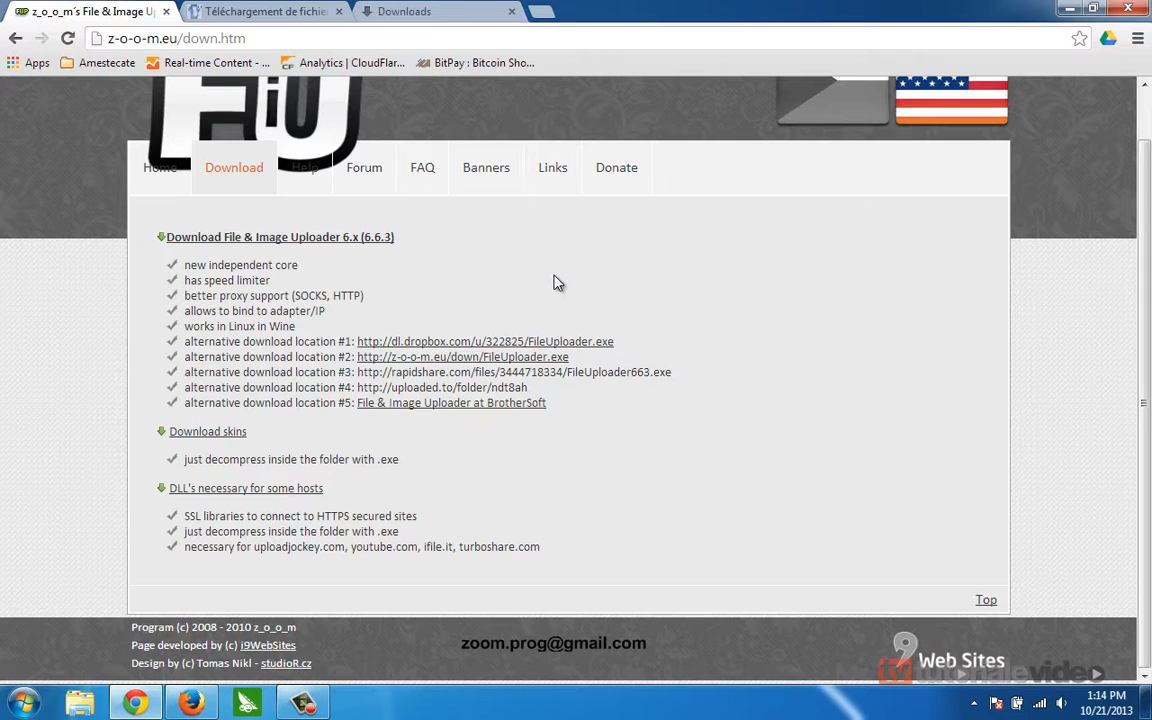 z_o_o_m´s File & Image Up
Téléchargement de fichie
Downloads
z-o-o-m.eu/down.htm
Apps
Amestecate
Real-time Content - ...
Analytics | CloudFlar...
BitPay : Bitcoin Sho...
FiU
Home
Download
Help
Forum
FAQ
Banners
Links
Donate
Download File & Image Uploader 6.x (6.6.3)
new independent core
has speed limiter
better proxy support (SOCKS, HTTP)
allows to bind to adapter/IP
works in Linux in Wine
alternative download location #1: http://dl.dropbox.com/u/322825/FileUploader.exe
alternative download location #2: http://z-o-o-m.eu/down/FileUploader.exe
alternative download location #3: http://rapidshare.com/files/3444718334/FileUploader663.exe
alternative download location #4: http://uploaded.to/folder/ndt8ah
alternative download location #5: File & Image Uploader at BrotherSoft
Download skins
just decompress inside the folder with .exe
DLL's necessary for some hosts
SSL libraries to connect to HTTPS secured sites
just decompress inside the folder with .exe
necessary for uploadjockey.com, youtube.com, ifile.it, turboshare.com
Top
Program (c) 2008 - 2010 z_o_o_m
Page developed by (c) i9WebSites
Design by (c) Tomas Nikl - studioR.cz
zoom.prog@gmail.com
9 Web Sites
tutorialevideo
1:14 PM
10/21/2013